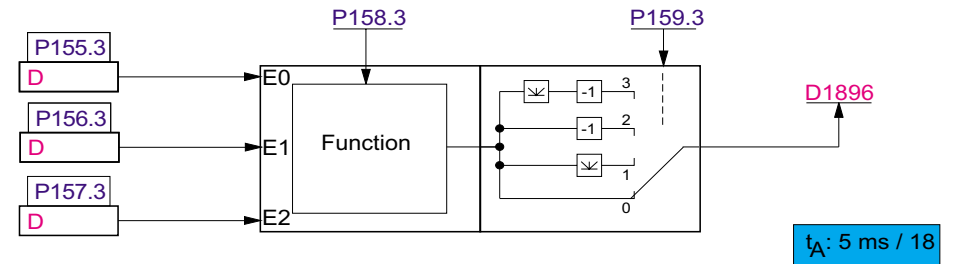 P158.3
P159.3
P155.3
D
E0
P156.3
D
E1
Function
P157.3
D
E2
-1
3
-1
2
1
0
D1896
tA: 5 ms / 18